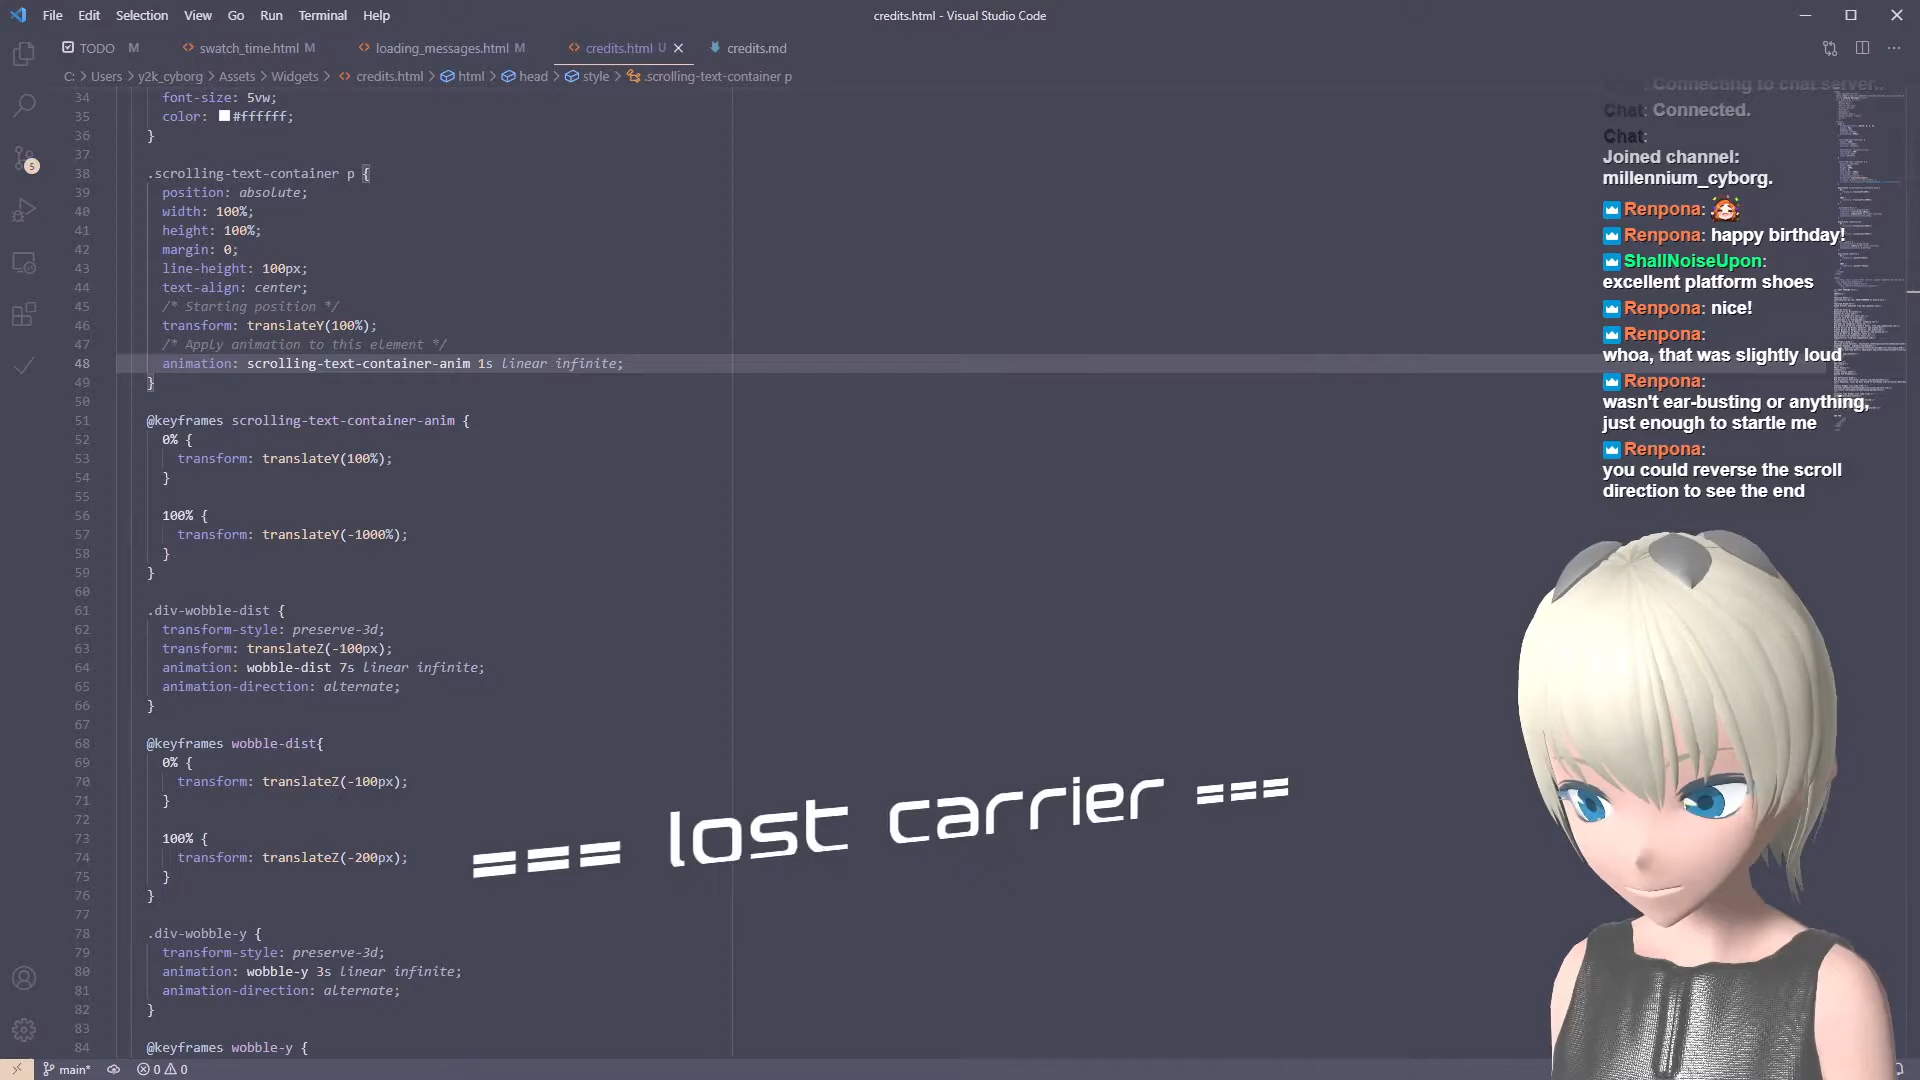 File Edit Selection View Go Run Terminal Help
credits.html - Visual Studio Code
TODO M
swatch_time.html M
loading_messages.html M
credits.html U
credits.md
C: > Users > y2k_cyborg > Assets > Widgets > credits.html > html > head > style > .scrolling-text-container p
34 font-size: 5vw;
35 color: #ffffff;
36 }
37
38 .scrolling-text-container p {
39 position: absolute;
40 width: 100%;
41 height: 100%;
42 margin: 0;
43 line-height: 100px;
44 text-align: center;
45 /* Starting position */
46 transform: translateY(100%);
47 /* Apply animation to this element */
48 animation: scrolling-text-container-anim 1s linear infinite;
49 }
50
51 @keyframes scrolling-text-container-anim {
52 0% {
53 transform: translateY(100%);
54 }
55
56 100% {
57 transform: translateY(-1000%);
58 }
59 }
60
61 .div-wobble-dist {
62 transform-style: preserve-3d;
63 transform: translateZ(-100px);
64 animation: wobble-dist 7s linear infinite;
65 animation-direction: alternate;
66 }
67
68 @keyframes wobble-dist{
69 0% {
70 transform: translateZ(-100px);
71 }
72
73 100% {
74 transform: translateZ(-200px);
75 }
76 }
77
78 .div-wobble-y {
79 transform-style: preserve-3d;
80 animation: wobble-y 3s linear infinite;
81 animation-direction: alternate;
82 }
83
84 @keyframes wobble-y {
=== lost carrier ===
Connecting to chat server..
Chat: Connected.
Chat:
Joined channel:
millennium_cyborg.
Renpona:
Renpona: happy birthday!
ShallNoiseUpon:
excellent platform shoes
Renpona: nice!
Renpona:
whoa, that was slightly loud
Renpona:
wasn't ear-busting or anything,
just enough to startle me
Renpona:
you could reverse the scroll
direction to see the end
5
main* 0 0